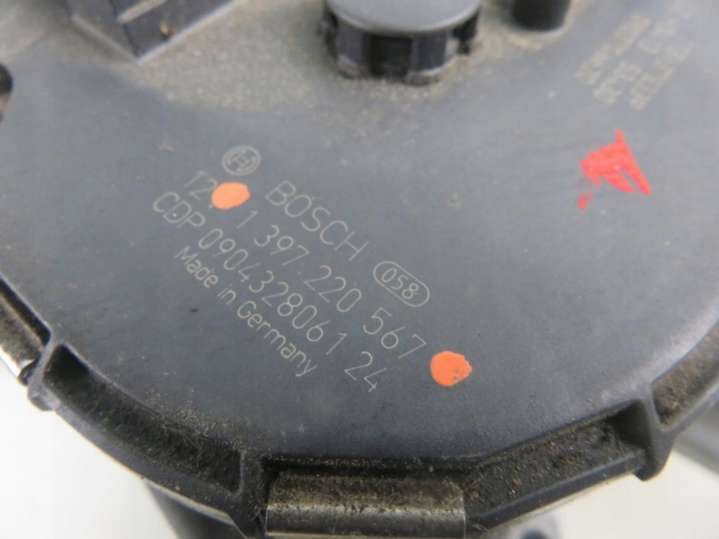 BOSCH 058
12 1 397 220 567
CDP 0904328061 24
Made in Germany